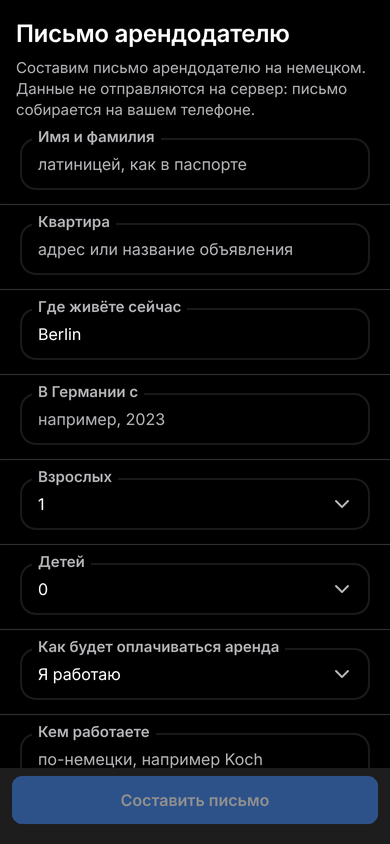 Письмо арендодателю
Составим письмо арендодателю на немецком.
Данные не отправляются на сервер: письмо
собирается на вашем телефоне.
Имя и фамилия
латиницей, как в паспорте
Квартира
адрес или название объявления
Где живёте сейчас
Berlin
В Германии с
например, 2023
Взрослых
1
Детей
0
Как будет оплачиваться аренда
Я работаю
Кем работаете
по-немецки, например Koch
Составить письмо